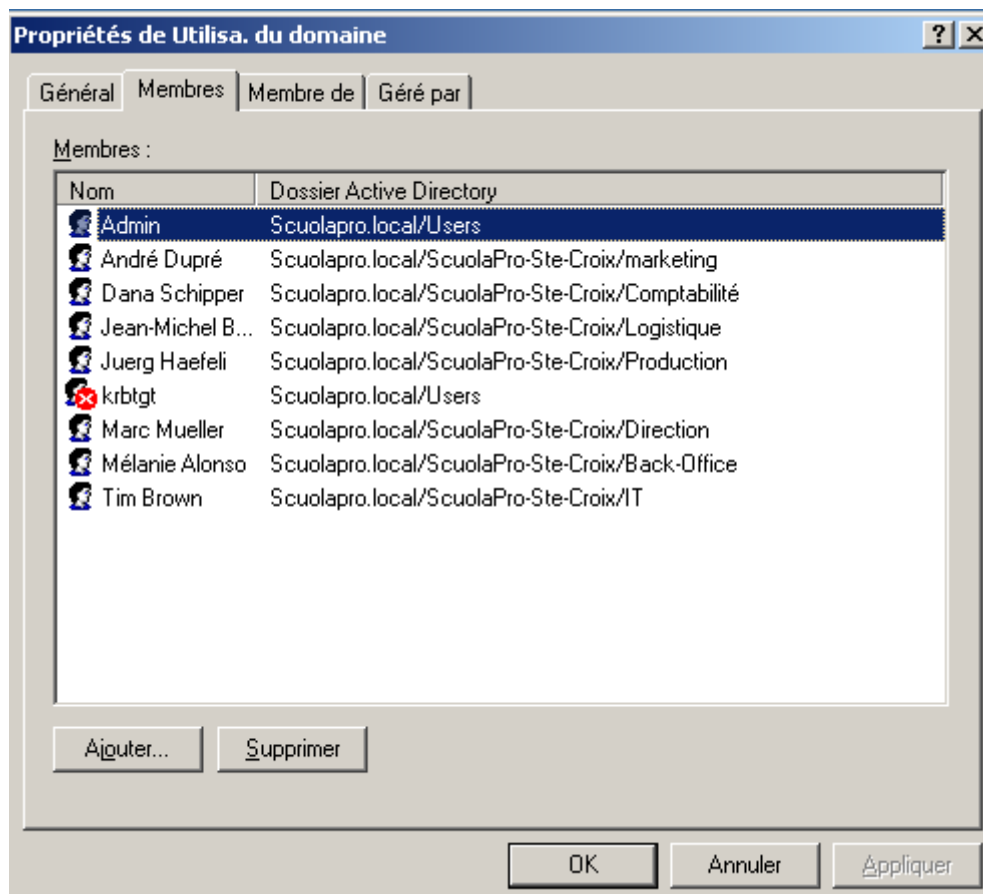 Propriétés de Utilisa. du domaine
Général Membres Membre de Géré par
Membres :
Nom Dossier Active Directory
Admin Scuolapro.local/Users
André Dupré Scuolapro.local/ScuolaPro-Ste-Croix/marketing
Dana Schipper Scuolapro.local/ScuolaPro-Ste-Croix/Comptabilité
Jean-Michel B... Scuolapro.local/ScuolaPro-Ste-Croix/Logistique
Juerg Haefeli Scuolapro.local/ScuolaPro-Ste-Croix/Production
krbtgt Scuolapro.local/Users
Marc Mueller Scuolapro.local/ScuolaPro-Ste-Croix/Direction
Mélanie Alonso Scuolapro.local/ScuolaPro-Ste-Croix/Back-Office
Tim Brown Scuolapro.local/ScuolaPro-Ste-Croix/IT
Ajouter... Supprimer
OK Annuler Appliquer